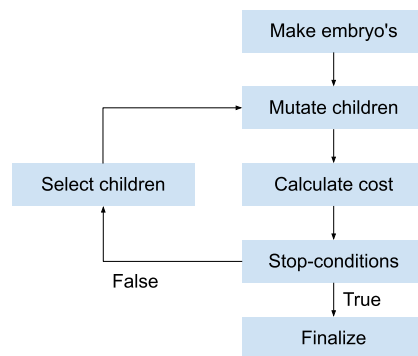 Make embryo's
Mutate children
Select children
Calculate cost
Stop-conditions
False
True
Finalize